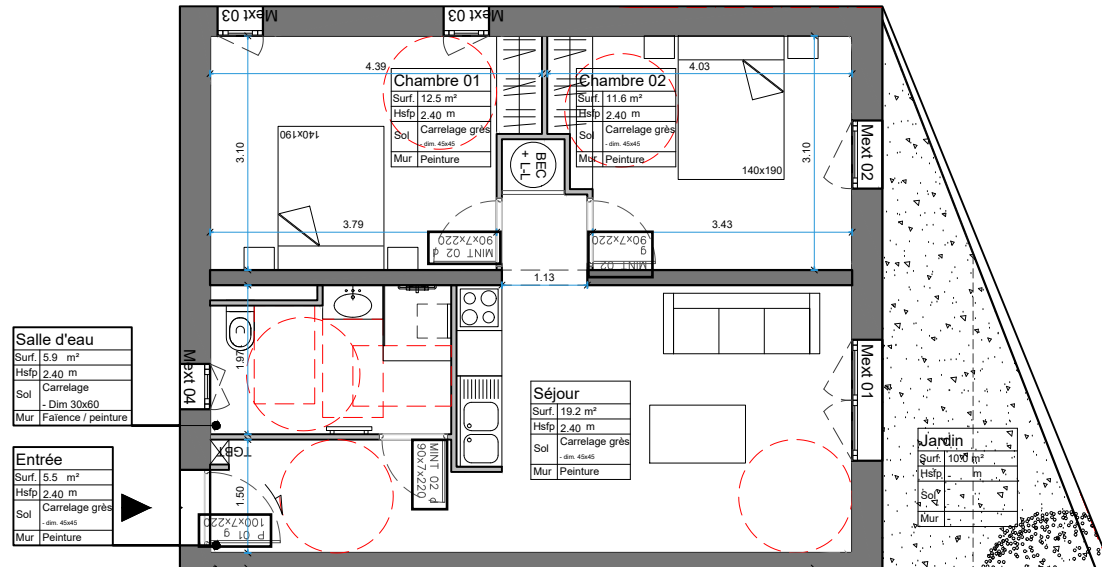 Mext 03
Mext 03
4.39
4.03
Chambre 01
Surf. 12.5 m²
Hsfp 2.40 m
Sol Carrelage grès
- dim. 45x45
Mur Peinture
Chambre 02
Surf. 11.6 m²
Hsfp 2.40 m
Sol Carrelage grès
- dim. 45x45
Mur Peinture
140x190
140x190
BEC
+ L-L
3.10
3.10
Mext 02
3.79
3.43
MINT 02 d
90x7x220
MINT 02 g
90x7x220
1.13
Salle d'eau
Surf. 5.9 m²
Hsfp 2.40 m
Sol Carrelage
- Dim 30x60
Mur Faïence / peinture
1.97
Mext 04
Mext 01
Séjour
Surf. 19.2 m²
Hsfp 2.40 m
Sol Carrelage grès
- dim. 45x45
Mur Peinture
Jardin
Surf. 10.0 m²
Hsfp - m
Sol -
Mur -
TGBT
MINT 02 d
90x7x220
Entrée
Surf. 5.5 m²
Hsfp 2.40 m
Sol Carrelage grès
- dim. 45x45
Mur Peinture
1.50
P 01 g
100x7x220